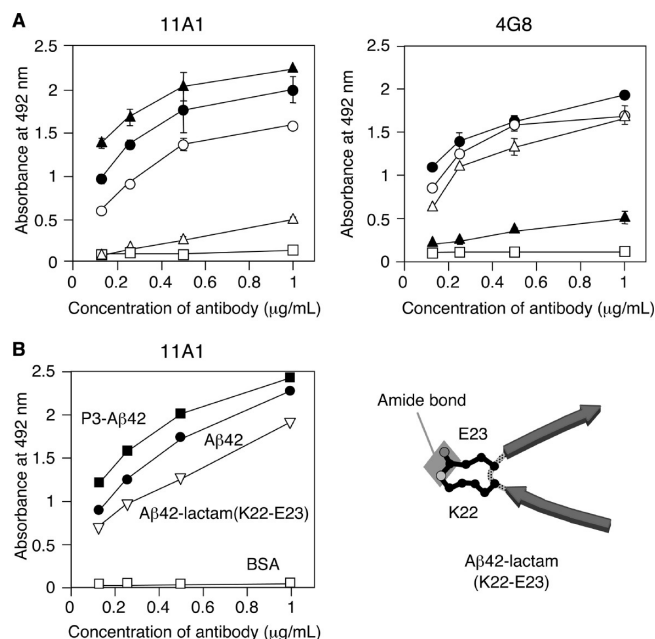 A
11A1
4G8
Absorbance at 492 nm
2.5
2
1.5
1
0.5
0
0 0.2 0.4 0.6 0.8 1
Concentration of antibody (μg/mL)
Absorbance at 492 nm
2.5
2
1.5
1
0.5
0
0 0.2 0.4 0.6 0.8 1
Concentration of antibody (μg/mL)
B
11A1
Absorbance at 492 nm
2.5
2
1.5
1
0.5
0
P3-Aβ42
Aβ42
Aβ42-lactam(K22-E23)
BSA
0 0.2 0.4 0.6 0.8 1
Concentration of antibody (μg/mL)
Amide bond
E23
K22
Aβ42-lactam
(K22-E23)